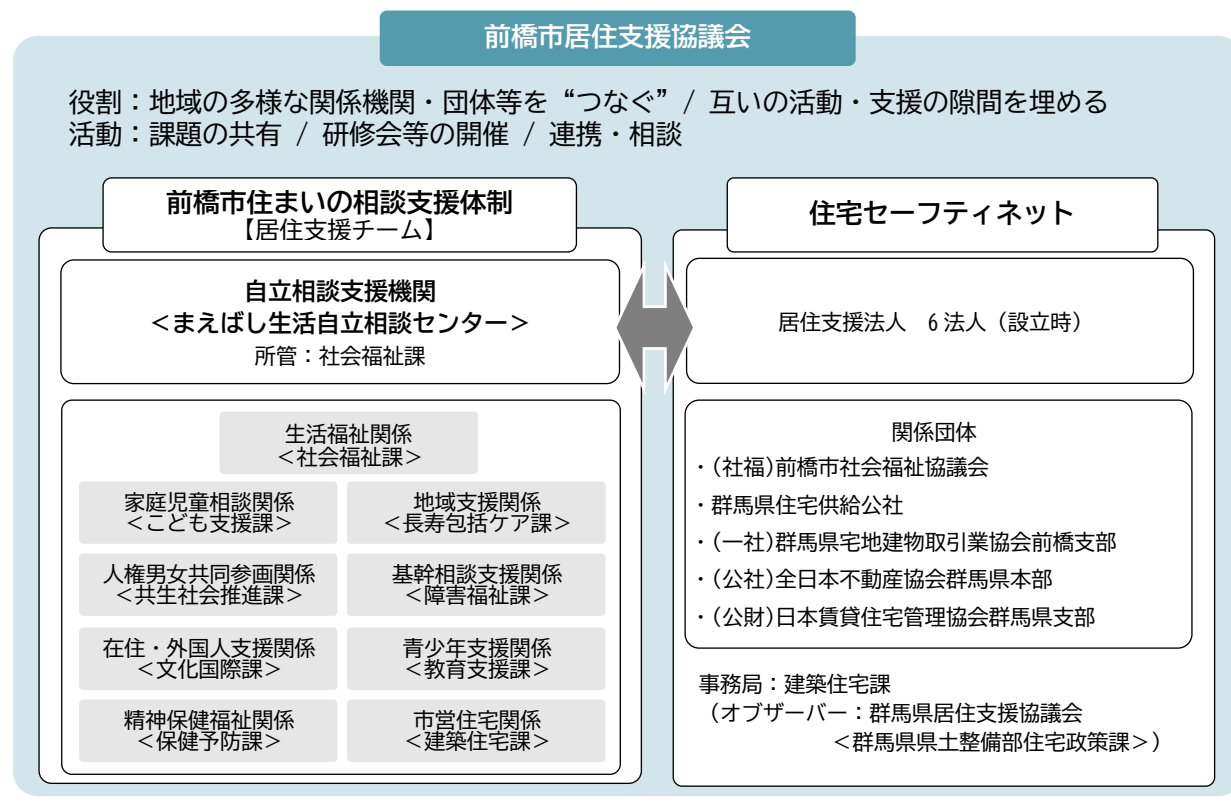 前橋市居住支援協議会
役割：地域の多様な関係機関・団体等を“つなぐ” / 互いの活動・支援の隙間を埋める
活動：課題の共有 / 研修会等の開催 / 連携・相談
前橋市住まいの相談支援体制
【居住支援チーム】
自立相談支援機関
＜まえばし生活自立相談センター＞
所管：社会福祉課
生活福祉関係
＜社会福祉課＞
家庭児童相談関係
＜こども支援課＞
地域支援関係
＜長寿包括ケア課＞
人権男女共同参画関係
＜共生社会推進課＞
基幹相談支援関係
＜障害福祉課＞
在住・外国人支援関係
＜文化国際課＞
青少年支援関係
＜教育支援課＞
精神保健福祉関係
＜保健予防課＞
市営住宅関係
＜建築住宅課＞
住宅セーフティネット
居住支援法人　6法人（設立時）
関係団体
・(社福)前橋市社会福祉協議会
・群馬県住宅供給公社
・(一社)群馬県宅地建物取引業協会前橋支部
・(公社)全日本不動産協会群馬県本部
・(公財)日本賃貸住宅管理協会群馬県支部
事務局：建築住宅課
（オブザーバー：群馬県居住支援協議会
＜群馬県県土整備部住宅政策課＞）